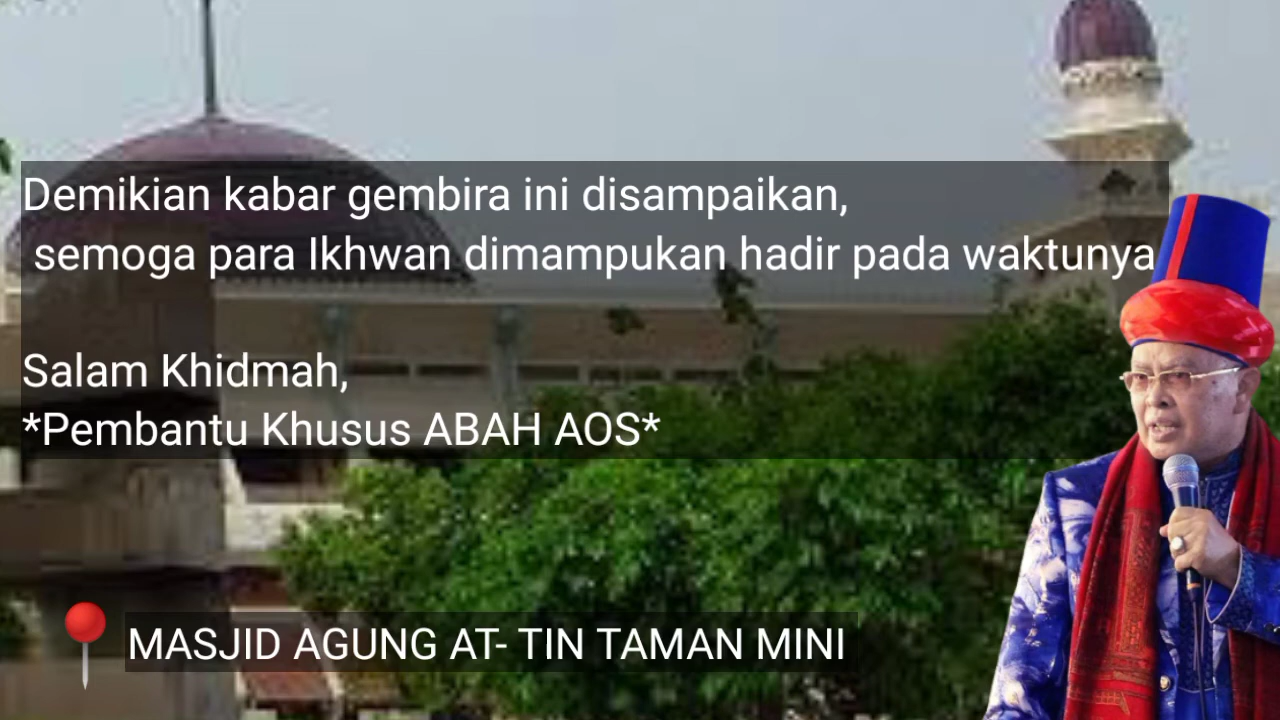 Demikian kabar gembira ini disampaikan,
semoga para Ikhwan dimampukan hadir pada waktunya
Salam Khidmah,
*Pembantu Khusus ABAH AOS*
MASJID AGUNG AT- TIN TAMAN MINI